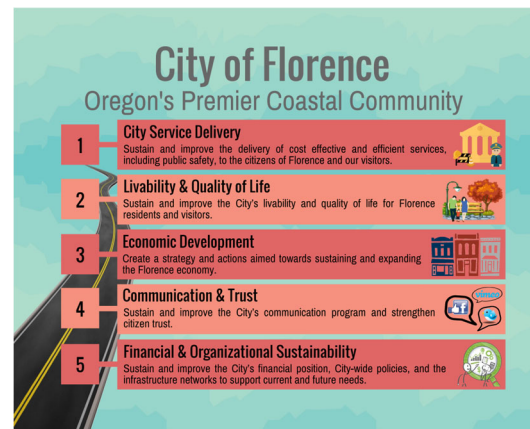 City of Florence
Oregon's Premier Coastal Community
1
City Service Delivery
Sustain and improve the delivery of cost effective and efficient services,
including public safety, to the citizens of Florence and our visitors.
2
Livability & Quality of Life
Sustain and improve the City's livability and quality of life for Florence
residents and visitors.
3
Economic Development
Create a strategy and actions aimed towards sustaining and expanding
the Florence economy.
4
Communication & Trust
Sustain and improve the City's communication program and strengthen
citizen trust.
5
Financial & Organizational Sustainability
Sustain and improve the City's financial position, City-wide policies, and the
infrastructure networks to support current and future needs.